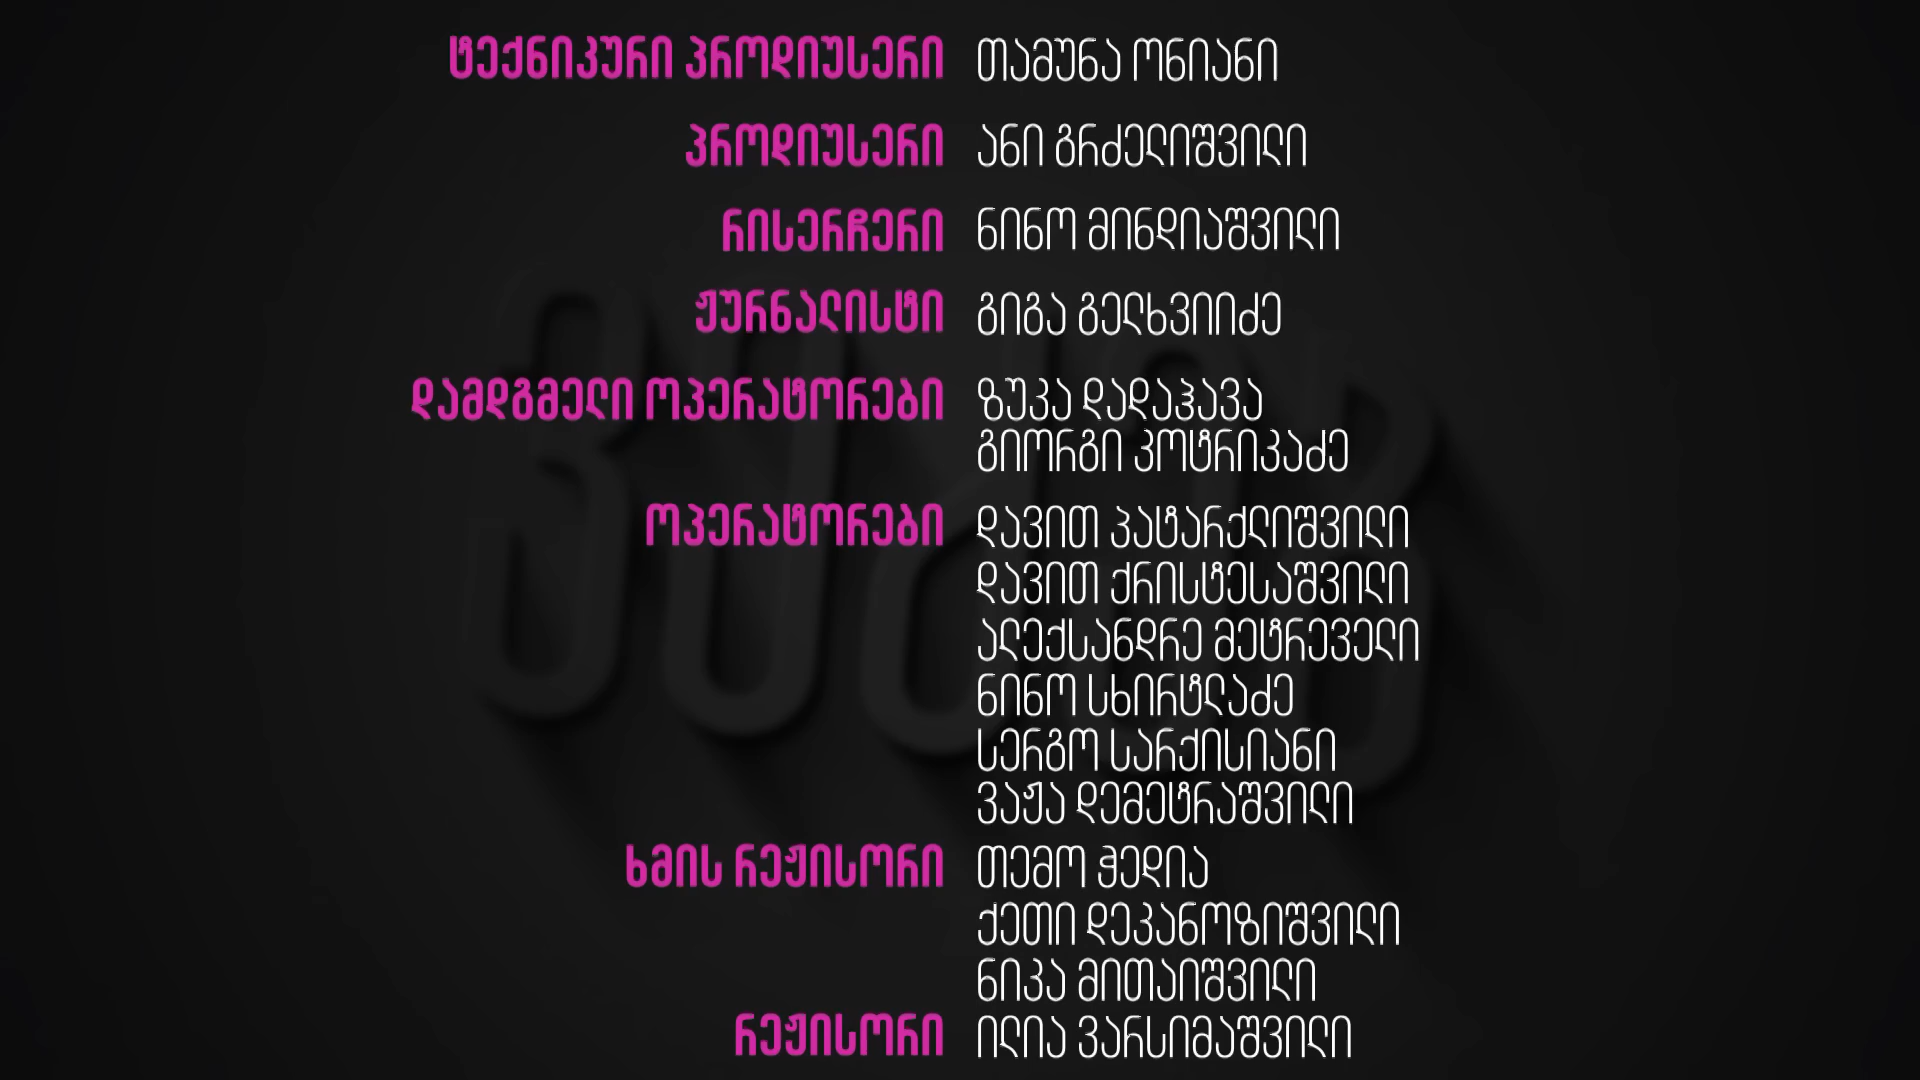 ტექნიკური პროდიუსერი თამუნა ონიანი
პროდიუსერი ანი გრძელიშვილი
რისერჩერი ნინო მინდიაშვილი
ჟურნალისტი გიგა გელხვიიძე
დამდგმელი ოპერატორები ზუკა დადაჰავა
გიორგი კოტრიკაძე
ოპერატორები დავით პატარქლიშვილი
დავით ქრისტესაშვილი
ალექსანდრე მეტრეველი
ნინო სხირტლაძე
სერგო სარქისიანი
ვაჟა დემეტრაშვილი
ხმის რეჟისორი თემო ჭედია
ქეთი დეკანოზიშვილი
ნიკა მითაიშვილი
რეჟისორი ილია ვარსიმაშვილი